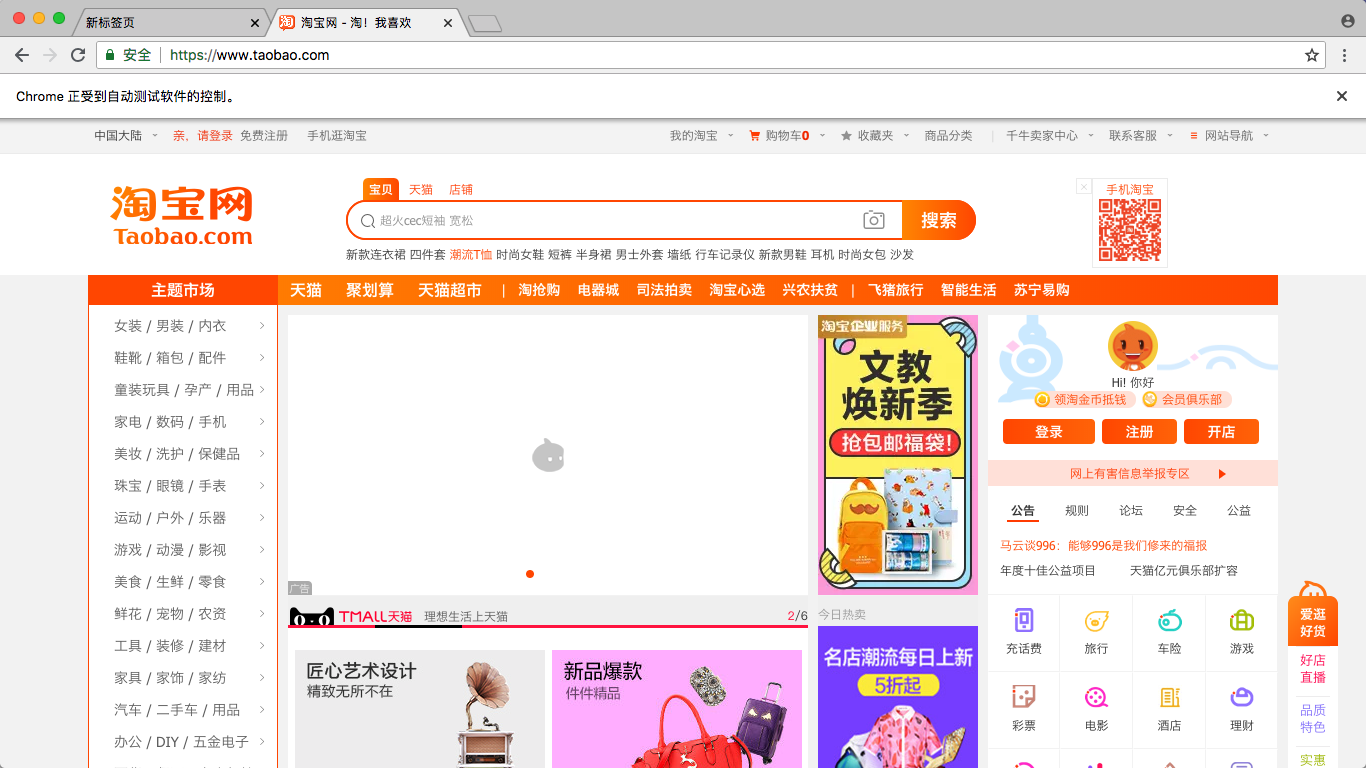 新标签页
淘宝网 - 淘！我喜欢
安全
https://www.taobao.com
Chrome 正受到自动测试软件的控制。
中国大陆 亲，请登录 免费注册 手机逛淘宝
我的淘宝 购物车0 收藏夹 商品分类 千牛卖家中心 联系客服 网站导航
淘宝网
Taobao.com
宝贝 天猫 店铺
超火cec短袖 宽松
搜索
新款连衣裙 四件套 潮流T恤 时尚女鞋 短裤 半身裙 男士外套 墙纸 行车记录仪 新款男鞋 耳机 时尚女包 沙发
手机淘宝
主题市场
天猫 聚划算 天猫超市 | 淘抢购 电器城 司法拍卖 淘宝心选 兴农扶贫 | 飞猪旅行 智能生活 苏宁易购
女装 / 男装 / 内衣
鞋靴 / 箱包 / 配件
童装玩具 / 孕产 / 用品
家电 / 数码 / 手机
美妆 / 洗护 / 保健品
珠宝 / 眼镜 / 手表
运动 / 户外 / 乐器
游戏 / 动漫 / 影视
美食 / 生鲜 / 零食
鲜花 / 宠物 / 农资
工具 / 装修 / 建材
家具 / 家饰 / 家纺
汽车 / 二手车 / 用品
办公 / DIY / 五金电子
广告
TMALL天猫 理想生活上天猫
2/6
匠心艺术设计
精致无所不在
新品爆款
件件精品
淘宝企业服务
文教
焕新季
抢包邮福袋!
今日热卖
名店潮流每日上新
5折起
Hi! 你好
领淘金币抵钱 会员俱乐部
登录 注册 开店
网上有害信息举报专区
公告 规则 论坛 安全 公益
马云谈996：能够996是我们修来的福报
年度十佳公益项目 天猫亿元俱乐部扩容
充话费 旅行 车险 游戏
彩票 电影 酒店 理财
爱逛
好货
好店
直播
品质
特色
实惠